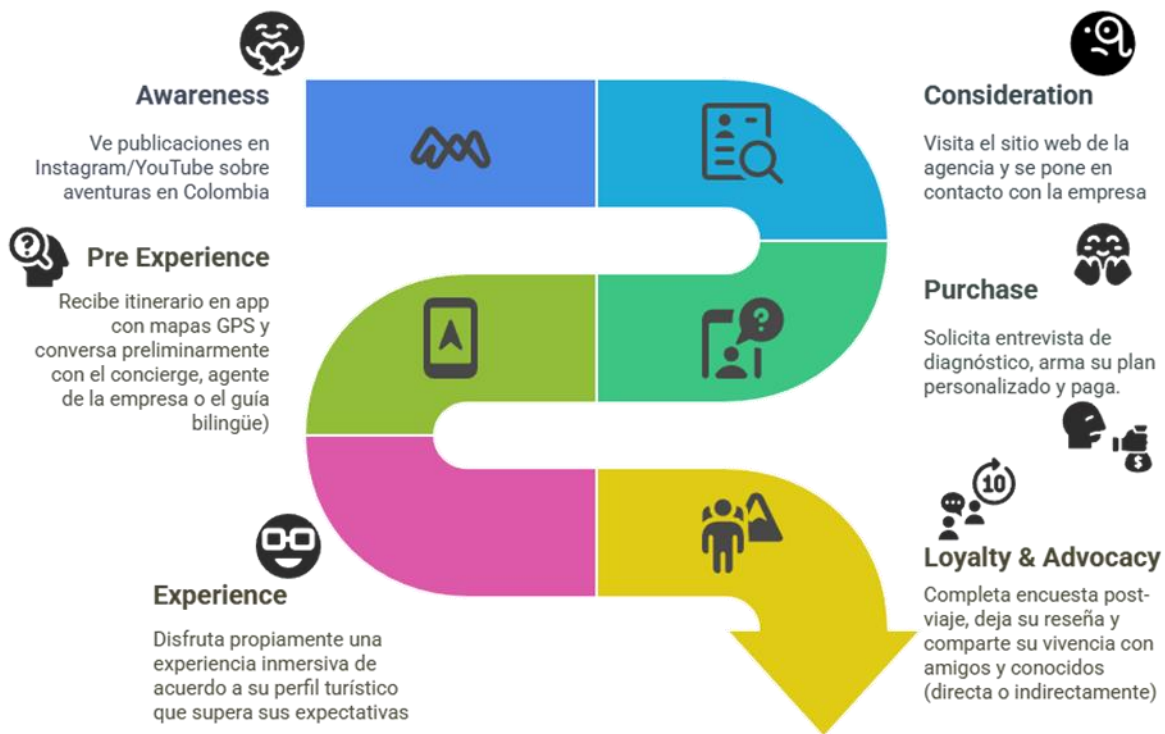 Awareness
Ve publicaciones en
Instagram/YouTube sobre
aventuras en Colombia
Consideration
Visita el sitio web de la
agencia y se pone en
contacto con la empresa
Purchase
Solicita entrevista de
diagnóstico, arma su plan
personalizado y paga.
?
$
Pre Experience
Recibe itinerario en app
con mapas GPS y
conversa preliminarmente
con el concierge, agente
de la empresa o el guía
bilingüe)
?
Experience
Disfruta propiamente una
experiencia inmersiva de
acuerdo a su perfil turístico
que supera sus expectativas
10
Loyalty & Advocacy
Completa encuesta post-
viaje, deja su reseña y
comparte su vivencia con
amigos y conocidos
(directa o indirectamente)